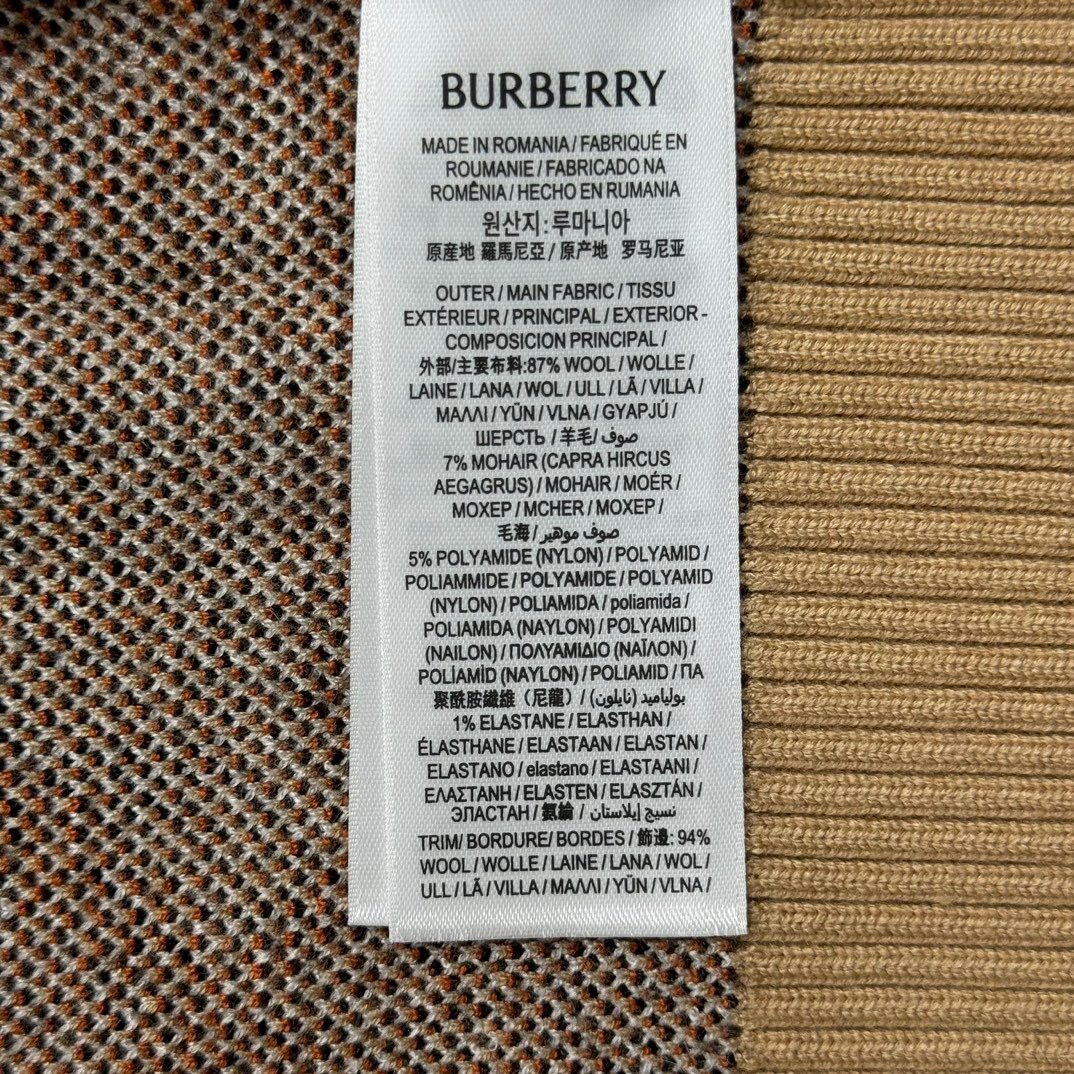 BURBERRY
MADE IN ROMANIA / FABRIQUÉ EN
ROUMANIE / FABRICADO NA
ROMÊNIA / HECHO EN RUMANIA
원산지: 루마니아
原産地 羅馬尼亞 / 原产地 罗马尼亚
OUTER / MAIN FABRIC / TISSU
EXTÉRIEUR / PRINCIPAL / EXTERIOR -
COMPOSICION PRINCIPAL /
外部/主要布料:87% WOOL / WOLLE /
LAINE / LANA / WOL / ULL / LÃ / VILLA /
ΜΑΛΛΙ / YÜN / VLNA / GYAPJÚ /
ШЕРСТЬ / 羊毛/ صوف
7% MOHAIR (CAPRA HIRCUS
AEGAGRUS) / MOHAIR / MOÉR /
MOXEP / MCHER / MOXEP /
毛海 / صوف موهير
5% POLYAMIDE (NYLON) / POLYAMID /
POLIAMMIDE / POLYAMIDE / POLYAMID
(NYLON) / POLIAMIDA / poliamida /
POLIAMIDA (NAYLON) / POLYAMIDI
(NAILON) / ΠΟΛΥΑΜΙΔΙΟ (ΝΑΪΛΟΝ) /
POLİAMİD (NAYLON) / POLIAMID / ПА
聚酰胺纖維（尼龍）/ بولياميد (نايلون)
1% ELASTANE / ELASTHAN /
ÉLASTHANE / ELASTAAN / ELASTAN /
ELASTANO / elastano / ELASTAANI /
ΕΛΑΣΤΑΝΗ / ELASTEN / ELASZTÁN /
ЭЛАСТАН / 氨綸 / نسيج إيلاستان
TRIM/ BORDURE/ BORDES / 飾邊: 94%
WOOL / WOLLE / LAINE / LANA / WOL /
ULL / LÃ / VILLA / ΜΑΛΛΙ / YÜN / VLNA /